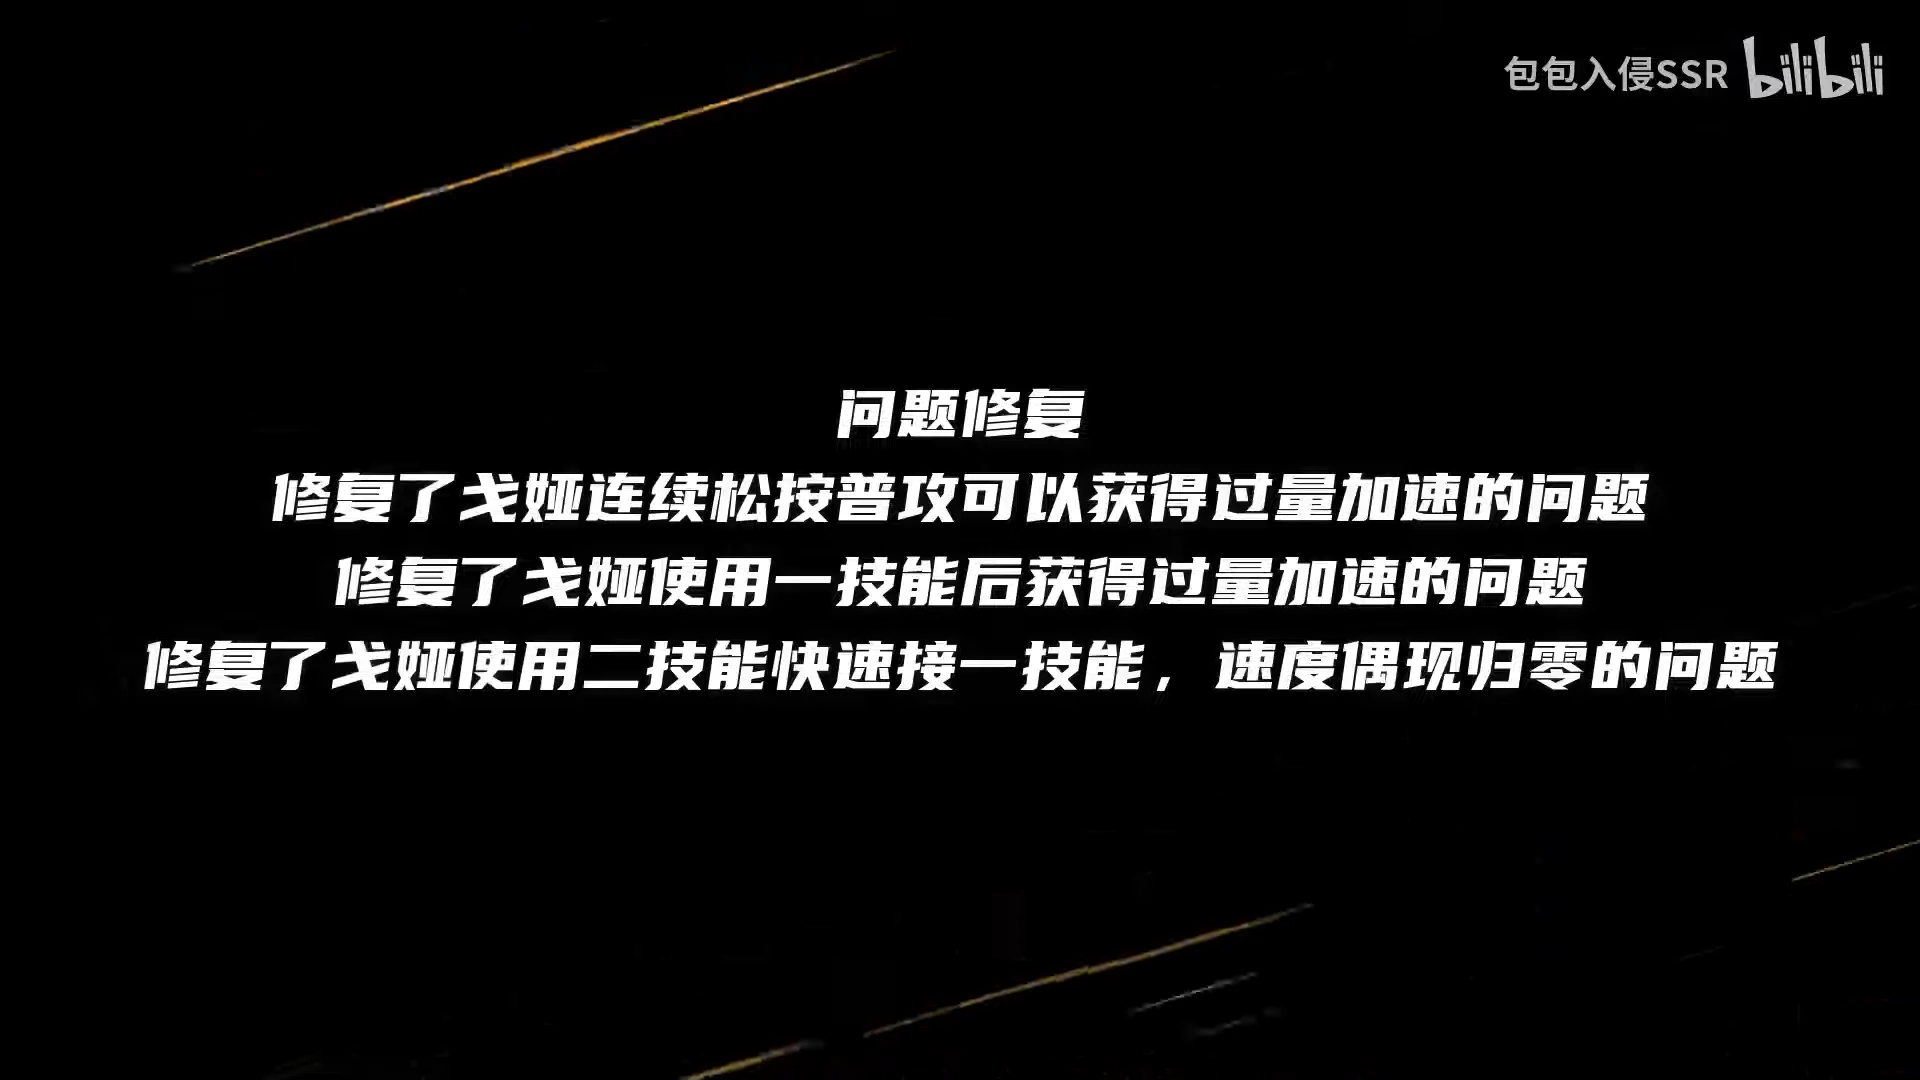 包包入侵SSR bilibili
问题修复
修复了戈娅连续松按普攻可以获得过量加速的问题
修复了戈娅使用一技能后获得过量加速的问题
修复了戈娅使用二技能快速接一技能，速度偶现归零的问题